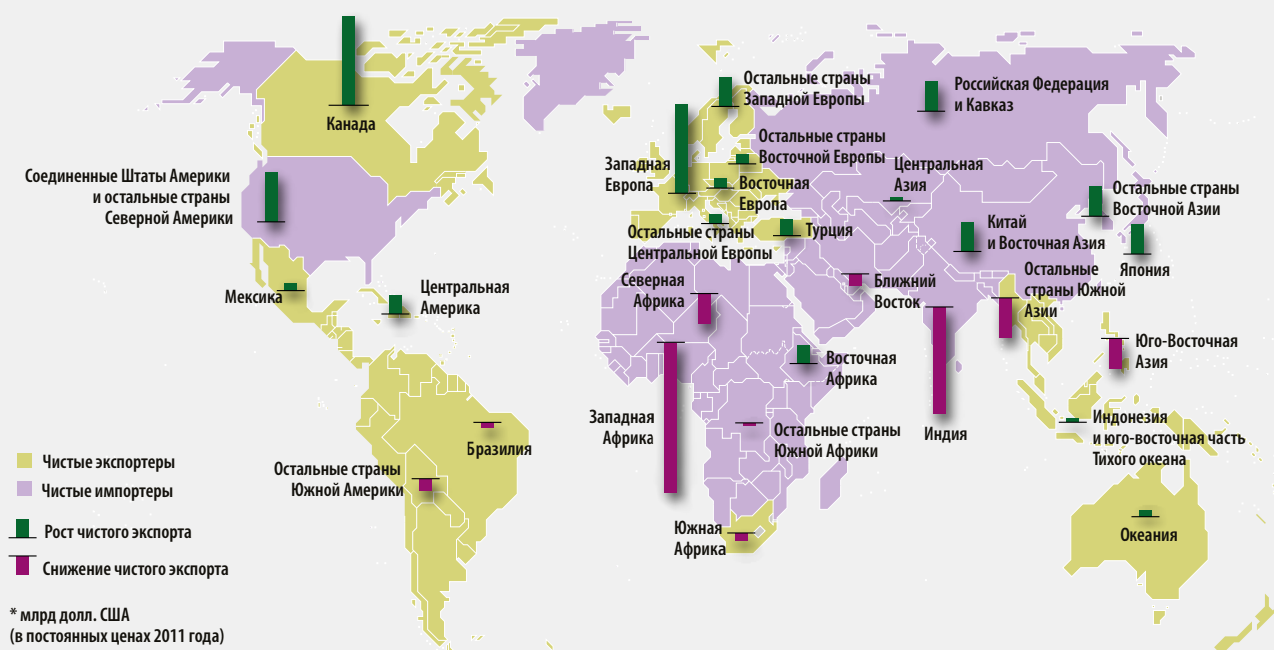 Канада
Остальные страны
Западной Европы
Российская Федерация
и Кавказ
Соединенные Штаты Америки
и остальные страны
Северной Америки
Западная
Европа
Остальные страны
Восточной Европы
Восточная
Европа
Центральная
Азия
Остальные страны
Восточной Азии
Остальные страны
Центральной Европы
Турция
Китай
и Восточная Азия
Япония
Мексика
Центральная
Америка
Северная
Африка
Ближний
Восток
Остальные
страны Южной
Азии
Западная
Африка
Восточная
Африка
Юго-Восточная
Азия
Бразилия
Остальные страны
Южной Америки
Остальные страны
Южной Африки
Индия
Индонезия
и юго-восточная часть
Тихого океана
Южная
Африка
Океания
Чистые экспортеры
Чистые импортеры
Рост чистого экспорта
Снижение чистого экспорта
* млрд долл. США
(в постоянных ценах 2011 года)